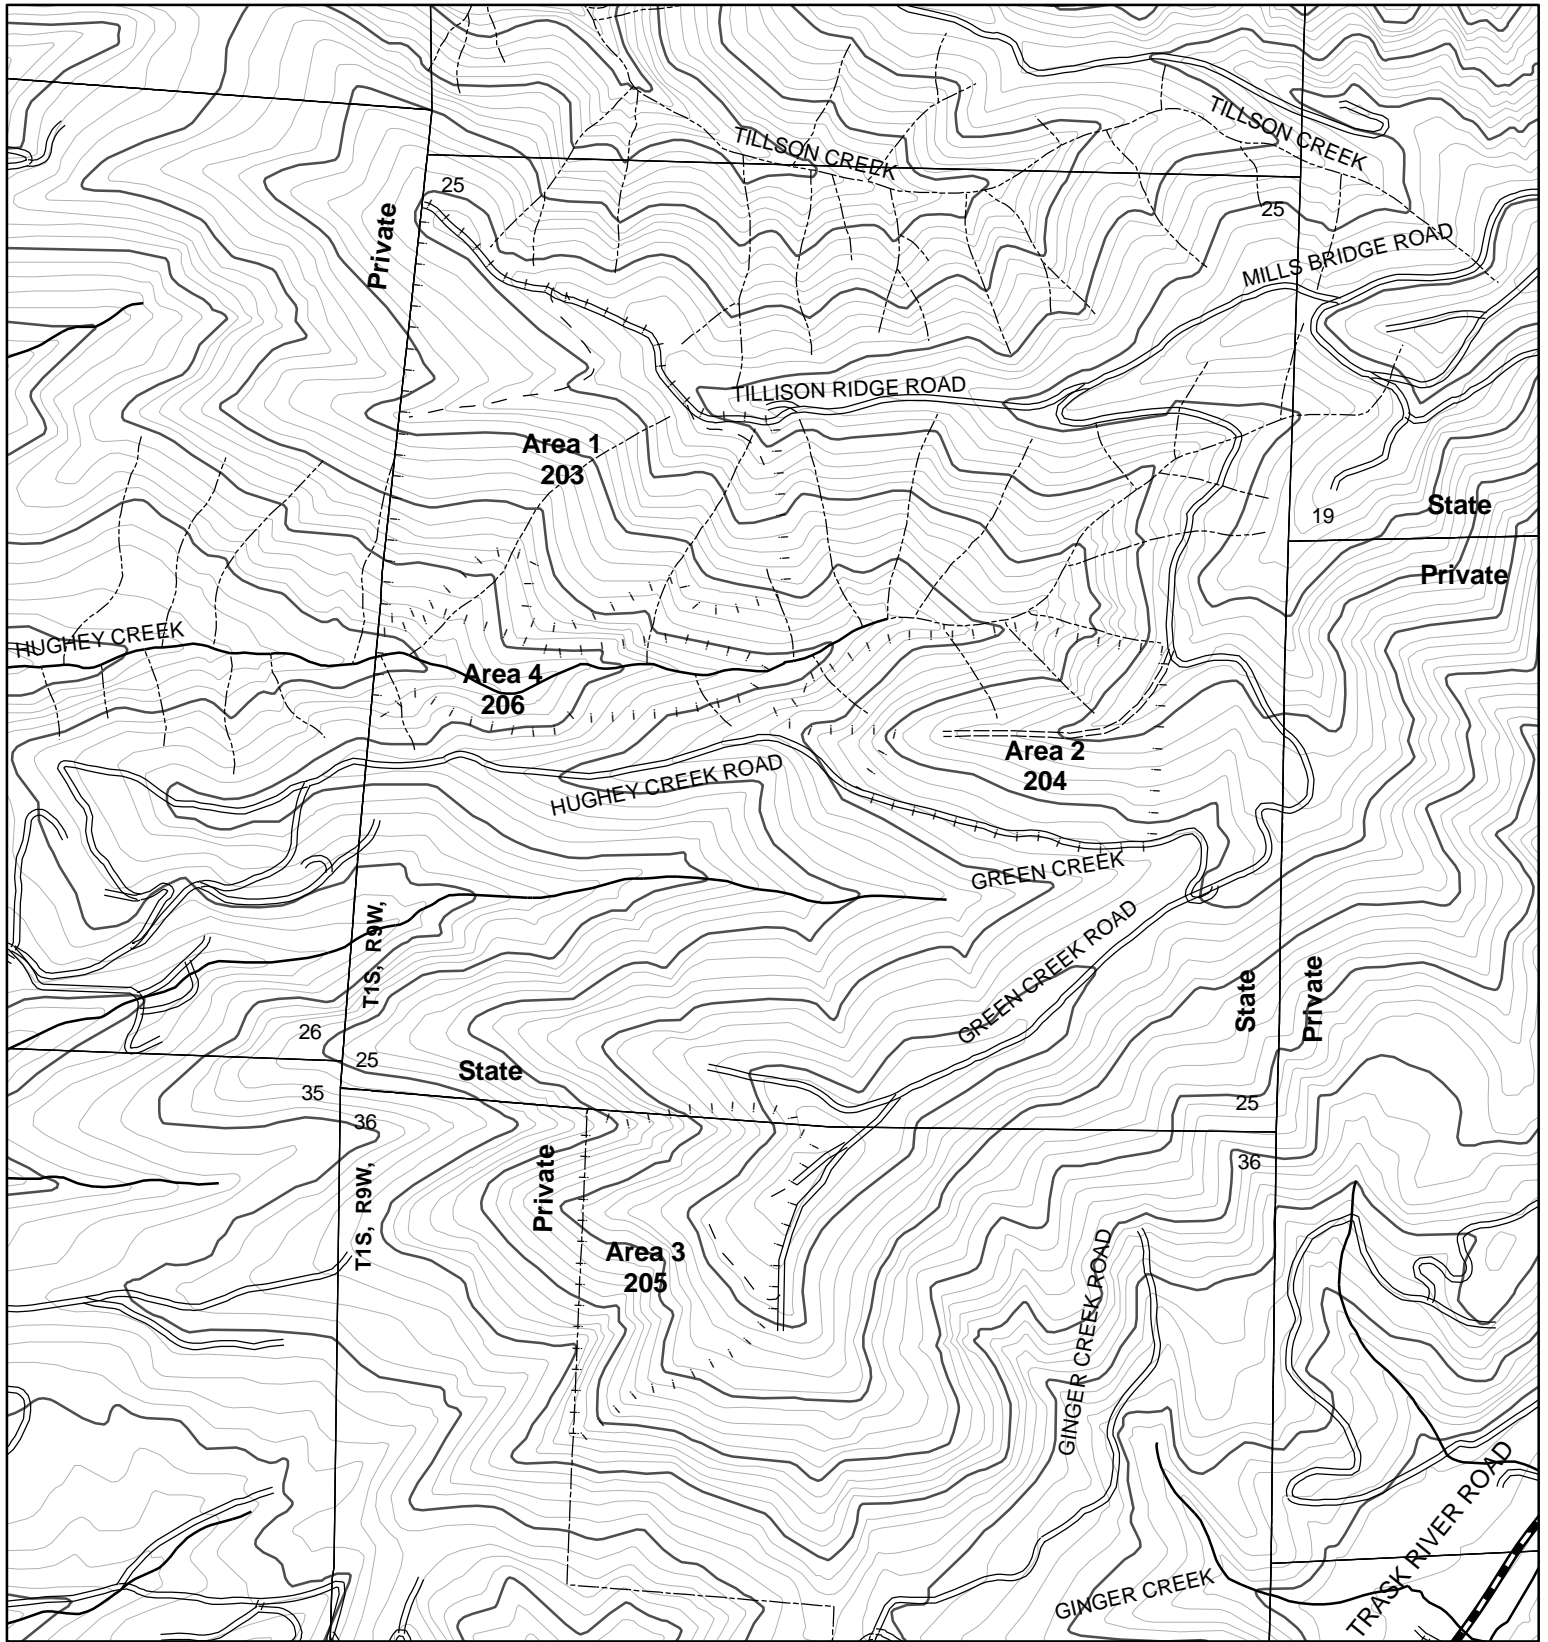 TILLSON CREEK
TILLSON CREEK
25
Private
25
MILLS BRIDGE ROAD
TILLISON RIDGE ROAD
Area 1
203
State
19
Private
HUGHEY CREEK
Area 4
206
Area 2
204
HUGHEY CREEK ROAD
GREEN CREEK
T1S, R9W,
GREEN CREEK ROAD
State
Private
26
25
State
35
36
25
36
T1S, R9W,
Private
Area 3
205
GINGER CREEK ROAD
TRASK RIVER ROAD
GINGER CREEK